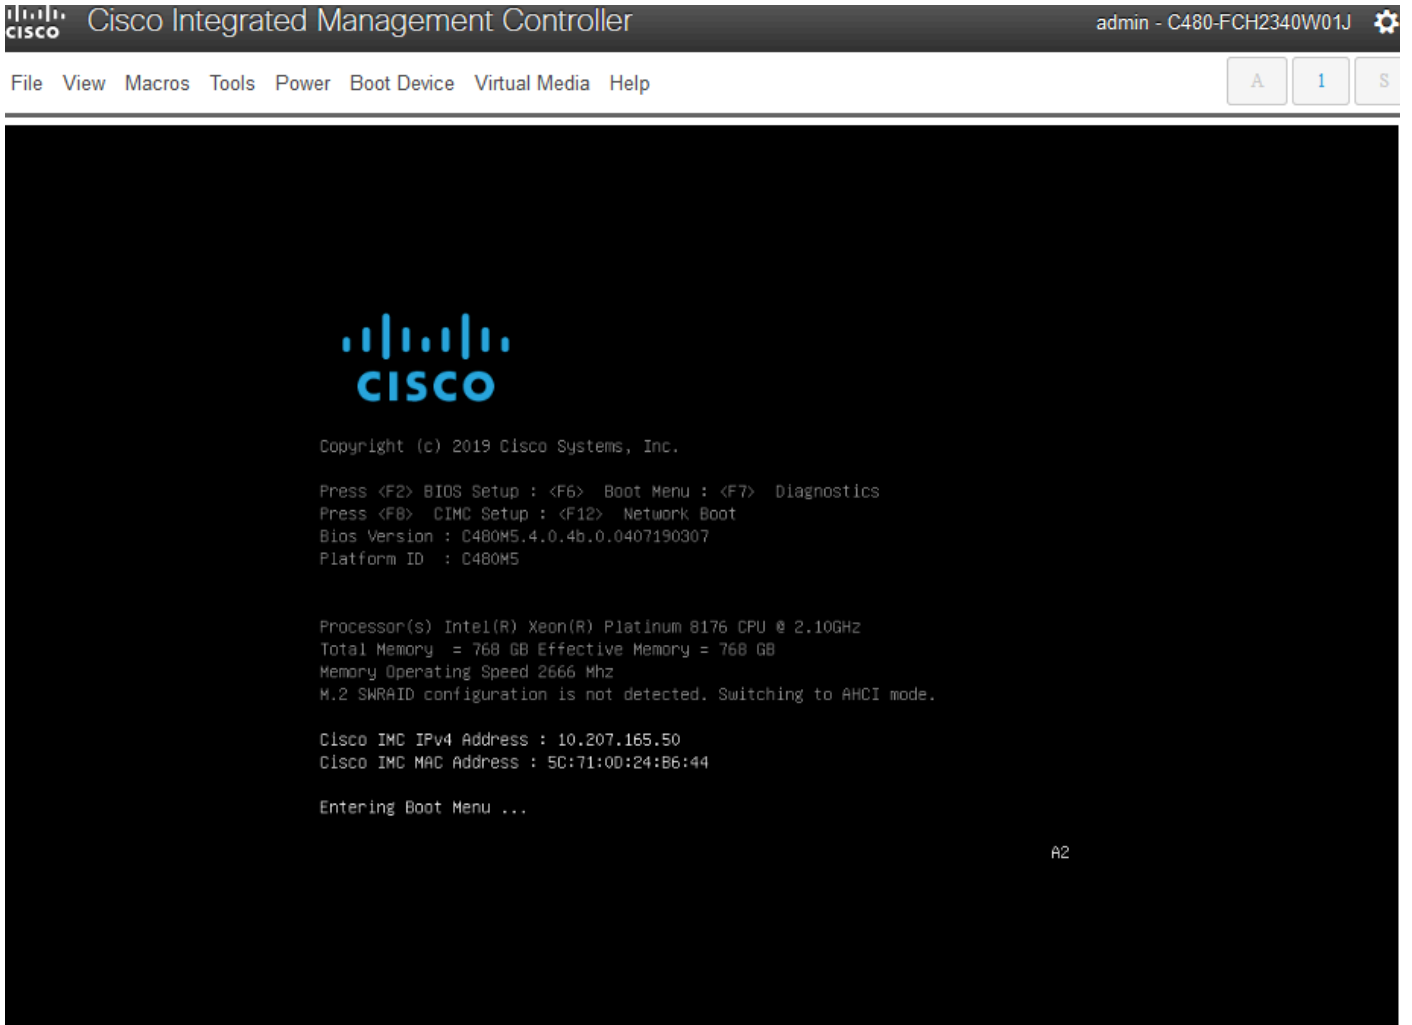 CISCO Cisco Integrated Management Controller admin - C480-FCH2340W01J
File View Macros Tools Power Boot Device Virtual Media Help A 1 S
CISCO
Copyright (c) 2019 Cisco Systems, Inc.
Press <F2> BIOS Setup : <F6> Boot Menu : <F7> Diagnostics
Press <F8> CIMC Setup : <F12> Network Boot
Bios Version : C480M5.4.0.4b.0.0407190307
Platform ID : C480M5
Processor(s) Intel(R) Xeon(R) Platinum 8176 CPU @ 2.10GHz
Total Memory = 768 GB Effective Memory = 768 GB
Memory Operating Speed 2666 Mhz
M.2 SWRAID configuration is not detected. Switching to AHCI mode.
Cisco IMC IPv4 Address : 10.207.165.50
Cisco IMC MAC Address : 5C:71:0D:24:B6:44
Entering Boot Menu ...
A2